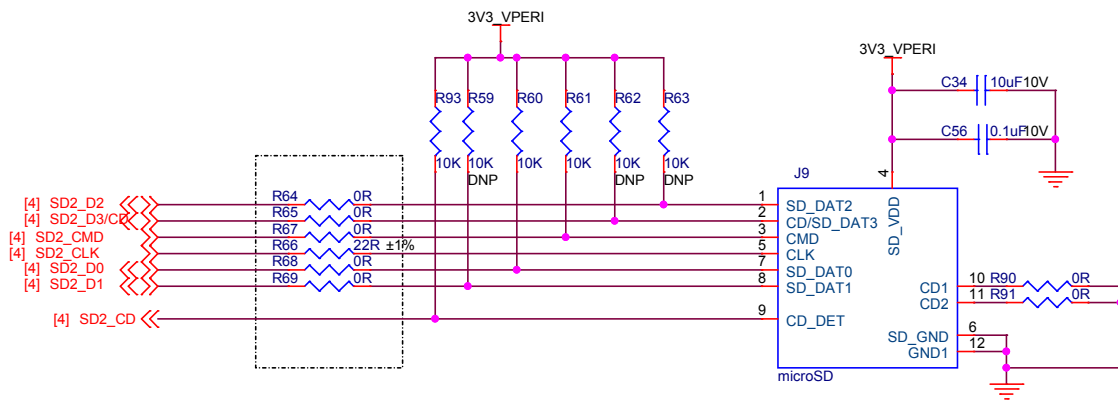 3V3_VPERI
3V3_VPERI
R93 R59 R60 R61 R62 R63
C34 10uF 10V
C56 0.1uF 10V
10K 10K 10K 10K 10K 10K
DNP DNP DNP
J9
4
SD_VDD
[4] SD2_D2 R64 0R 1 SD_DAT2
[4] SD2_D3/CD R65 0R 2 CD/SD_DAT3
[4] SD2_CMD R67 0R 3 CMD
[4] SD2_CLK R66 22R ±1% 5 CLK
[4] SD2_D0 R68 0R 7 SD_DAT0
[4] SD2_D1 R69 0R 8 SD_DAT1
CD1 10 R90 0R
CD2 11 R91 0R
[4] SD2_CD 9 CD_DET
SD_GND 6
GND1 12
microSD